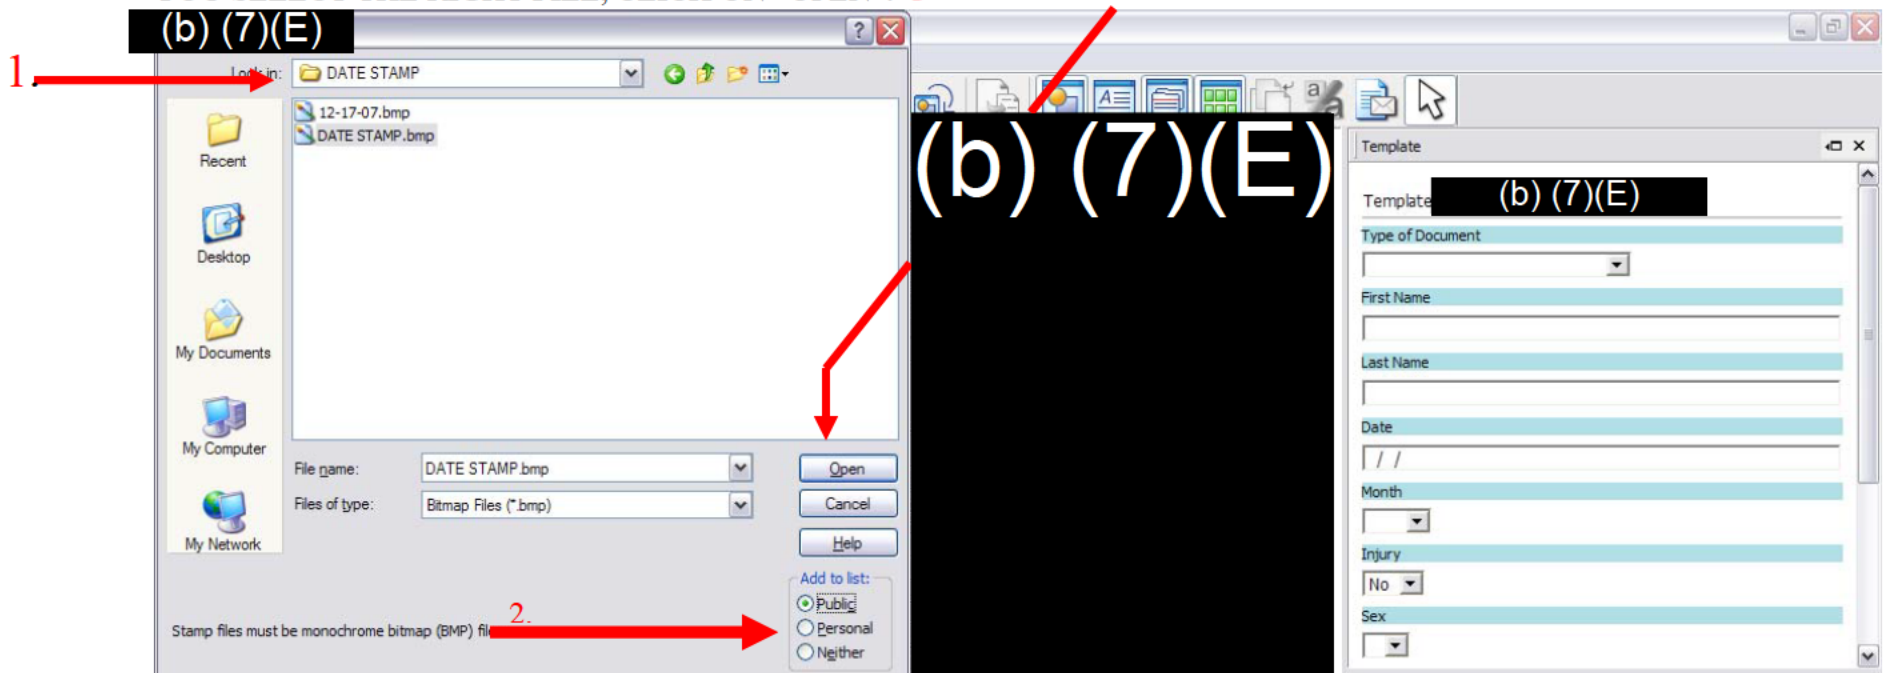 (b) (7)(E)
1.
Look in:
DATE STAMP
12-17-07.bmp
DATE STAMP.bmp
Recent
Desktop
My Documents
My Computer
My Network
File name:
DATE STAMP.bmp
Open
Files of type:
Bitmap Files (*.bmp)
Cancel
Help
Add to list:
Public
Personal
Neither
2.
Stamp files must be monochrome bitmap (BMP) fil
(b) (7)(E)
Template
Template
(b) (7)(E)
Type of Document
First Name
Last Name
Date
/ /
Month
Injury
No
Sex